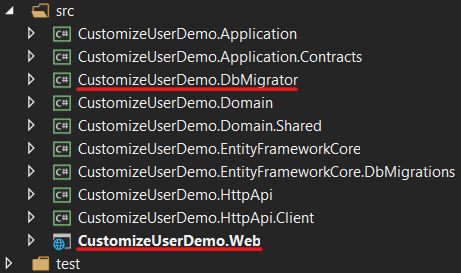 src
CustomizeUserDemo.Application
CustomizeUserDemo.Application.Contracts
CustomizeUserDemo.DbMigrator
CustomizeUserDemo.Domain
CustomizeUserDemo.Domain.Shared
CustomizeUserDemo.EntityFrameworkCore
CustomizeUserDemo.EntityFrameworkCore.DbMigrations
CustomizeUserDemo.HttpApi
CustomizeUserDemo.HttpApi.Client
CustomizeUserDemo.Web
test